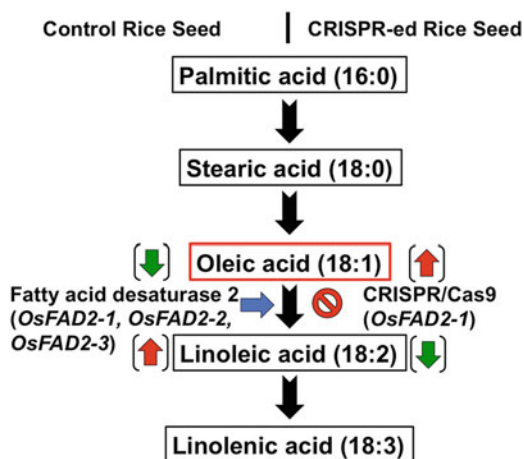 Control Rice Seed | CRISPR-ed Rice Seed
Palmitic acid (16:0)
Stearic acid (18:0)
Oleic acid (18:1)
Fatty acid desaturase 2
(OsFAD2-1, OsFAD2-2,
OsFAD2-3)
CRISPR/Cas9
(OsFAD2-1)
Linoleic acid (18:2)
Linolenic acid (18:3)